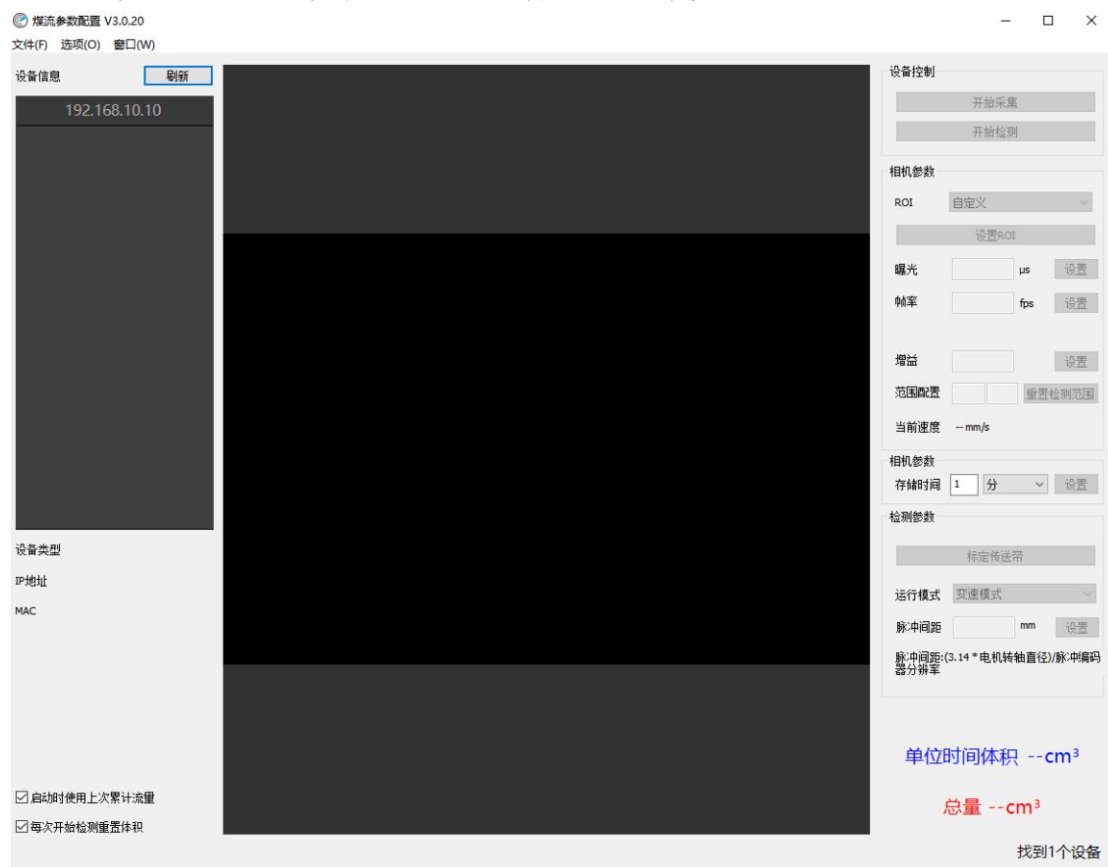 煤流参数配置 V3.0.20
文件(F) 选项(O) 窗口(W)
设备信息 刷新
192.168.10.10
设备类型
IP地址
MAC
启动时使用上次累计流量
每次开始检测重置体积
设备控制
开始采集
开始检测
相机参数
ROI 自定义
设置ROI
曝光 μs 设置
帧率 fps 设置
增益 设置
范围配置 重置检测范围
当前速度 -- mm/s
相机参数
存储时间 1 分 设置
检测参数
标定传送带
运行模式 变速模式
脉冲间距 mm 设置
脉冲间距:(3.14 * 电机转轴直径)/脉冲编码
器分辨率
单位时间体积 --cm³
总量 --cm³
找到1个设备